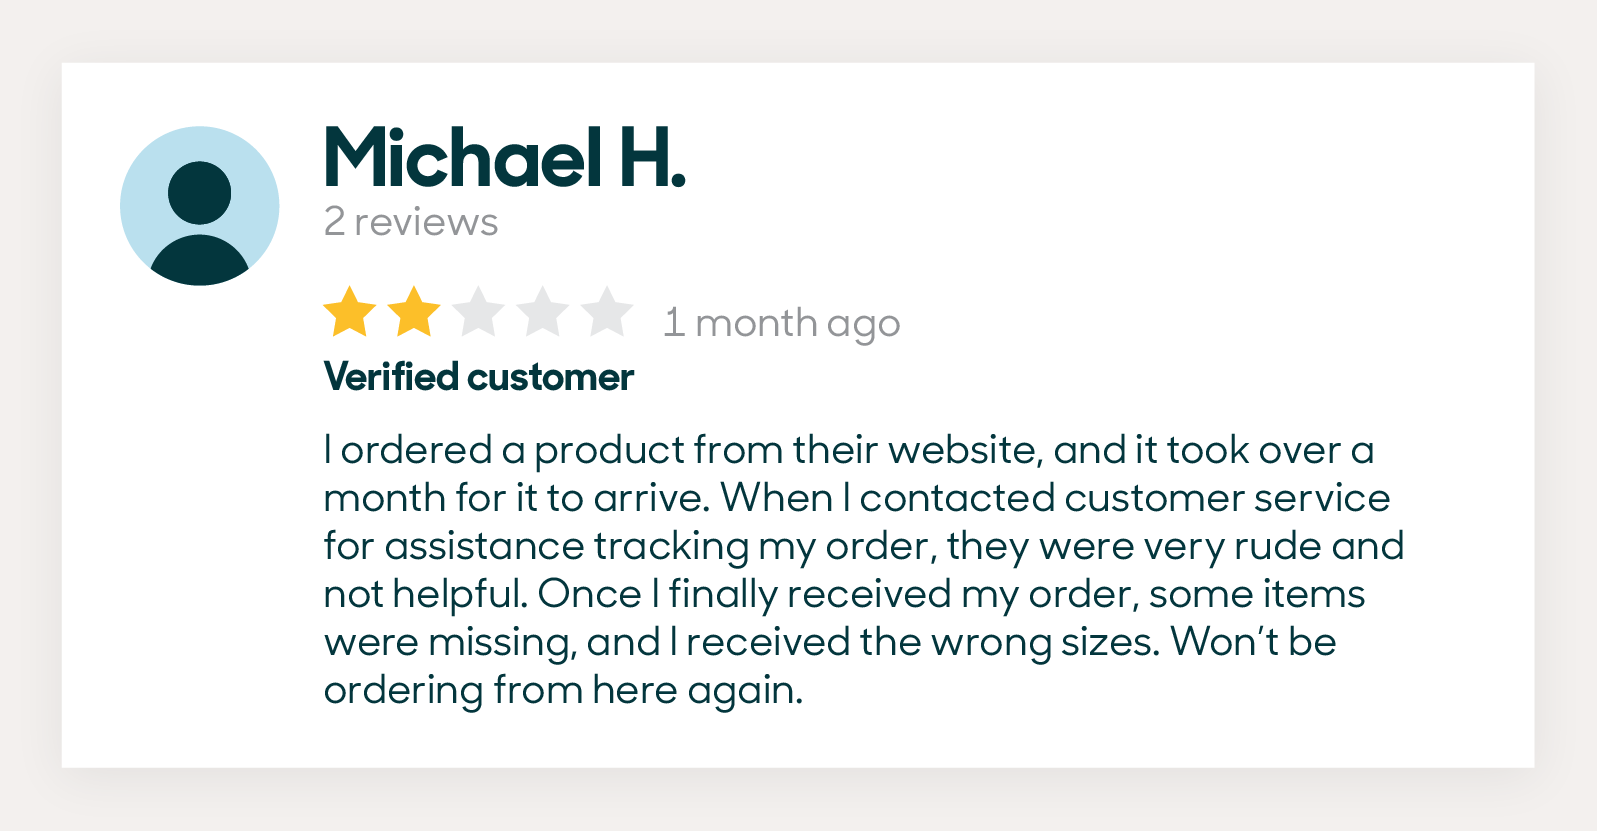 Michael H.
2 reviews
1 month ago
Verified customer
I ordered a product from their website, and it took over a
month for it to arrive. When I contacted customer service
for assistance tracking my order, they were very rude and
not helpful. Once I finally received my order, some items
were missing, and I received the wrong sizes. Won’t be
ordering from here again.